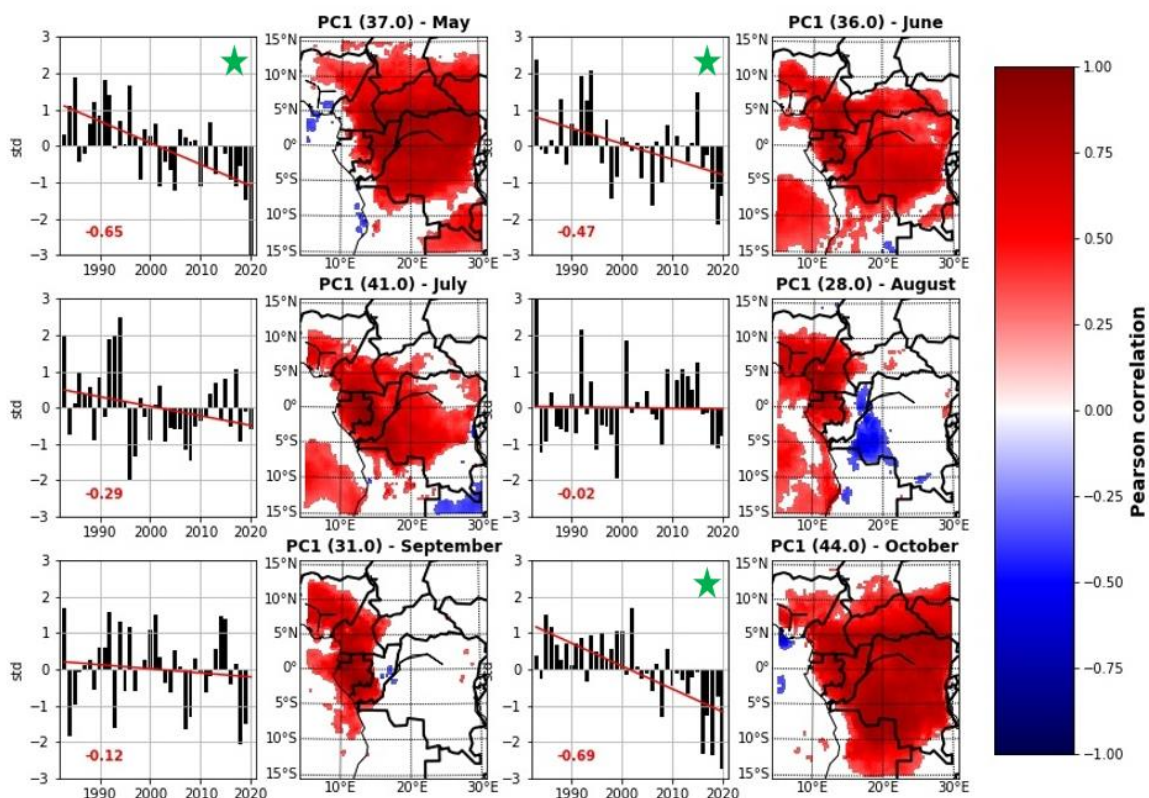 PC1 (37.0) - May
PC1 (36.0) - June
3
2
1
0
−1
−2
−3
std
-0.65
1990 2000 2010 2020
15°N
10°N
5°N
0°
5°S
10°S
15°S
10°E 20°E 30°E
3
2
1
0
−1
−2
−3
std
-0.47
1990 2000 2010 2020
15°N
10°N
5°N
0°
5°S
10°S
15°S
10°E 20°E 30°E
PC1 (41.0) - July
PC1 (28.0) - August
3
2
1
0
−1
−2
−3
std
-0.29
1990 2000 2010 2020
15°N
10°N
5°N
0°
5°S
10°S
15°S
10°E 20°E 30°E
3
2
1
0
−1
−2
−3
std
-0.02
1990 2000 2010 2020
15°N
10°N
5°N
0°
5°S
10°S
15°S
10°E 20°E 30°E
PC1 (31.0) - September
PC1 (44.0) - October
3
2
1
0
−1
−2
−3
std
-0.12
1990 2000 2010 2020
15°N
10°N
5°N
0°
5°S
10°S
15°S
10°E 20°E 30°E
3
2
1
0
−1
−2
−3
std
-0.69
1990 2000 2010 2020
15°N
10°N
5°N
0°
5°S
10°S
15°S
10°E 20°E 30°E
1.00
0.75
0.50
0.25
0.00
−0.25
−0.50
−0.75
−1.00
Pearson correlation